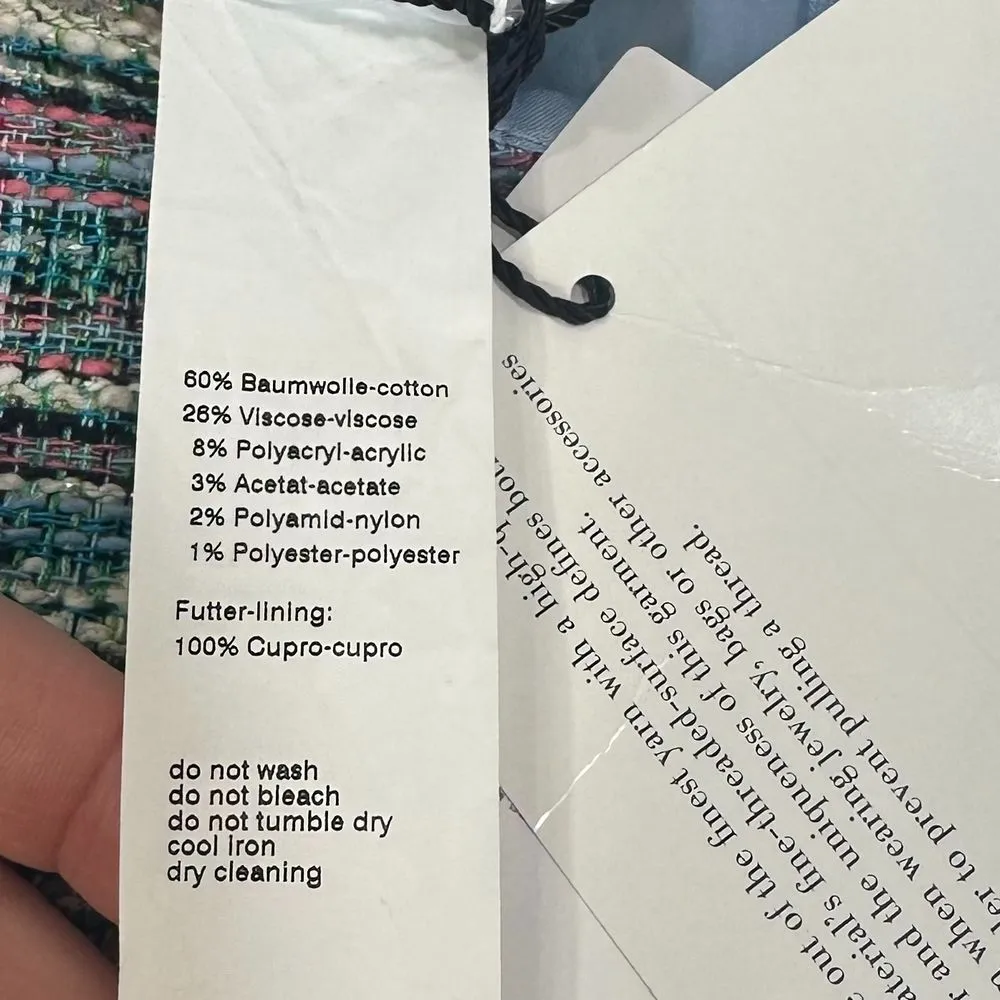 60% Baumwolle-cotton
26% Viscose-viscose
8% Polyacryl-acrylic
3% Acetat-acetate
2% Polyamid-nylon
1% Polyester-polyester
Futter-lining:
100% Cupro-cupro
do not wash
do not bleach
do not tumble dry
cool iron
dry cleaning
out of the finest yarn with a high-q
aterial's fine-threaded-surface defines
and the uniqueness of this garment.
when wearing jewelry, bags or other accessories
to prevent pulling a thread.